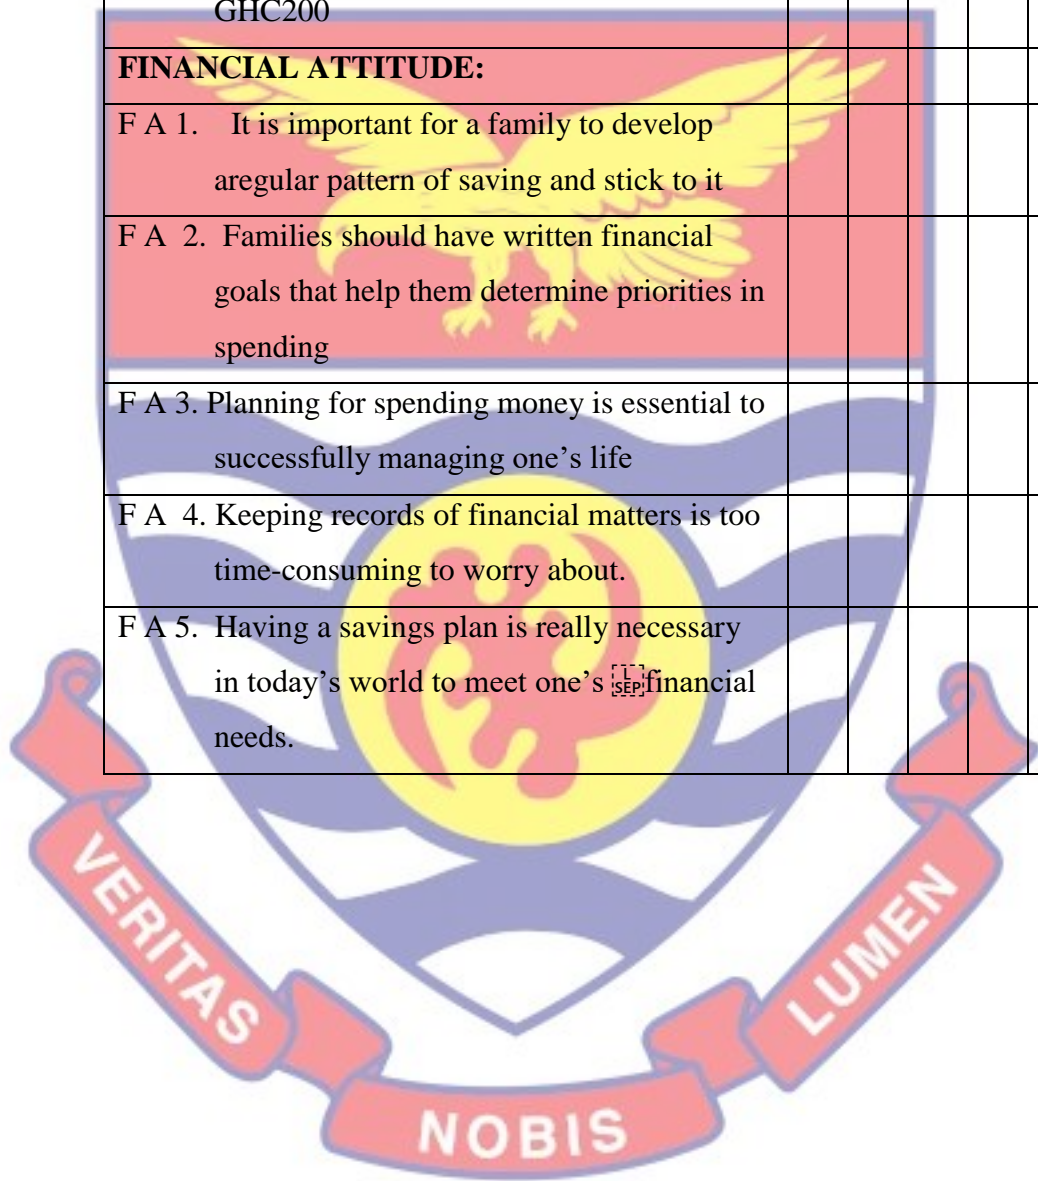 GHC200
FINANCIAL ATTITUDE:
F A 1. It is important for a family to develop
aregular pattern of saving and stick to it
F A 2. Families should have written financial
goals that help them determine priorities in
spending
F A 3. Planning for spending money is essential to
successfully managing one’s life
F A 4. Keeping records of financial matters is too
time-consuming to worry about.
F A 5. Having a savings plan is really necessary
in today’s world to meet one’s L SEP financial
needs.
VERITAS
NOBIS
LUMEN